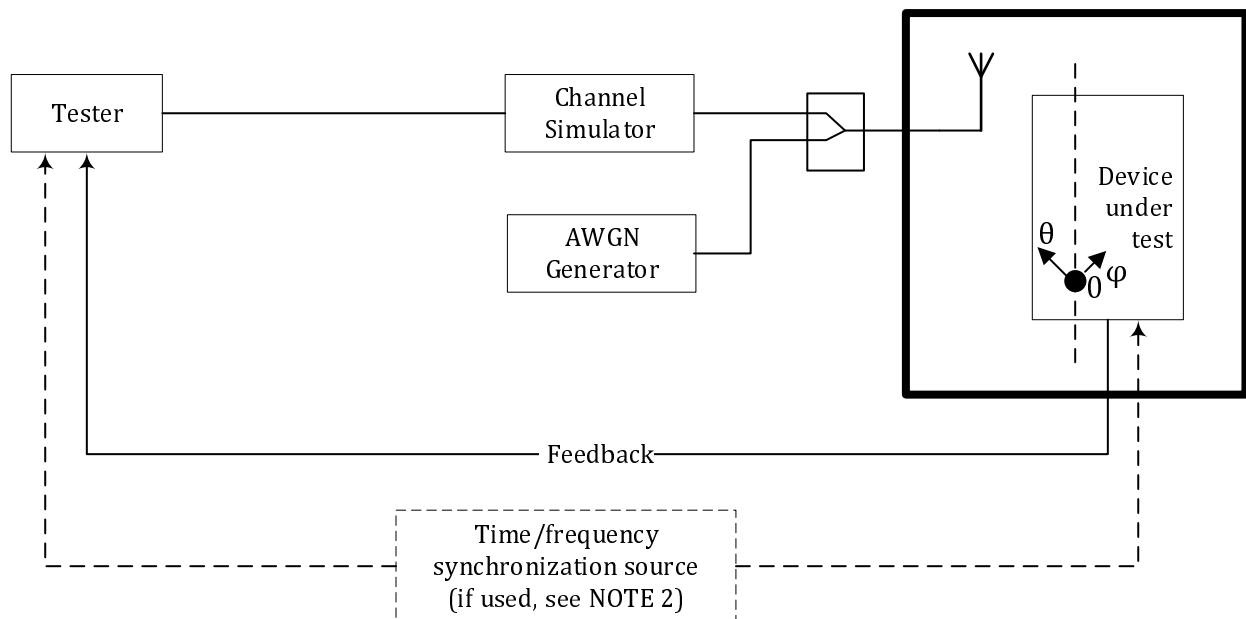 Tester
Channel
Simulator
AWGN
Generator
Device
under
test
θ
0
φ
Feedback
Time/frequency
synchronization source
(if used, see NOTE 2)